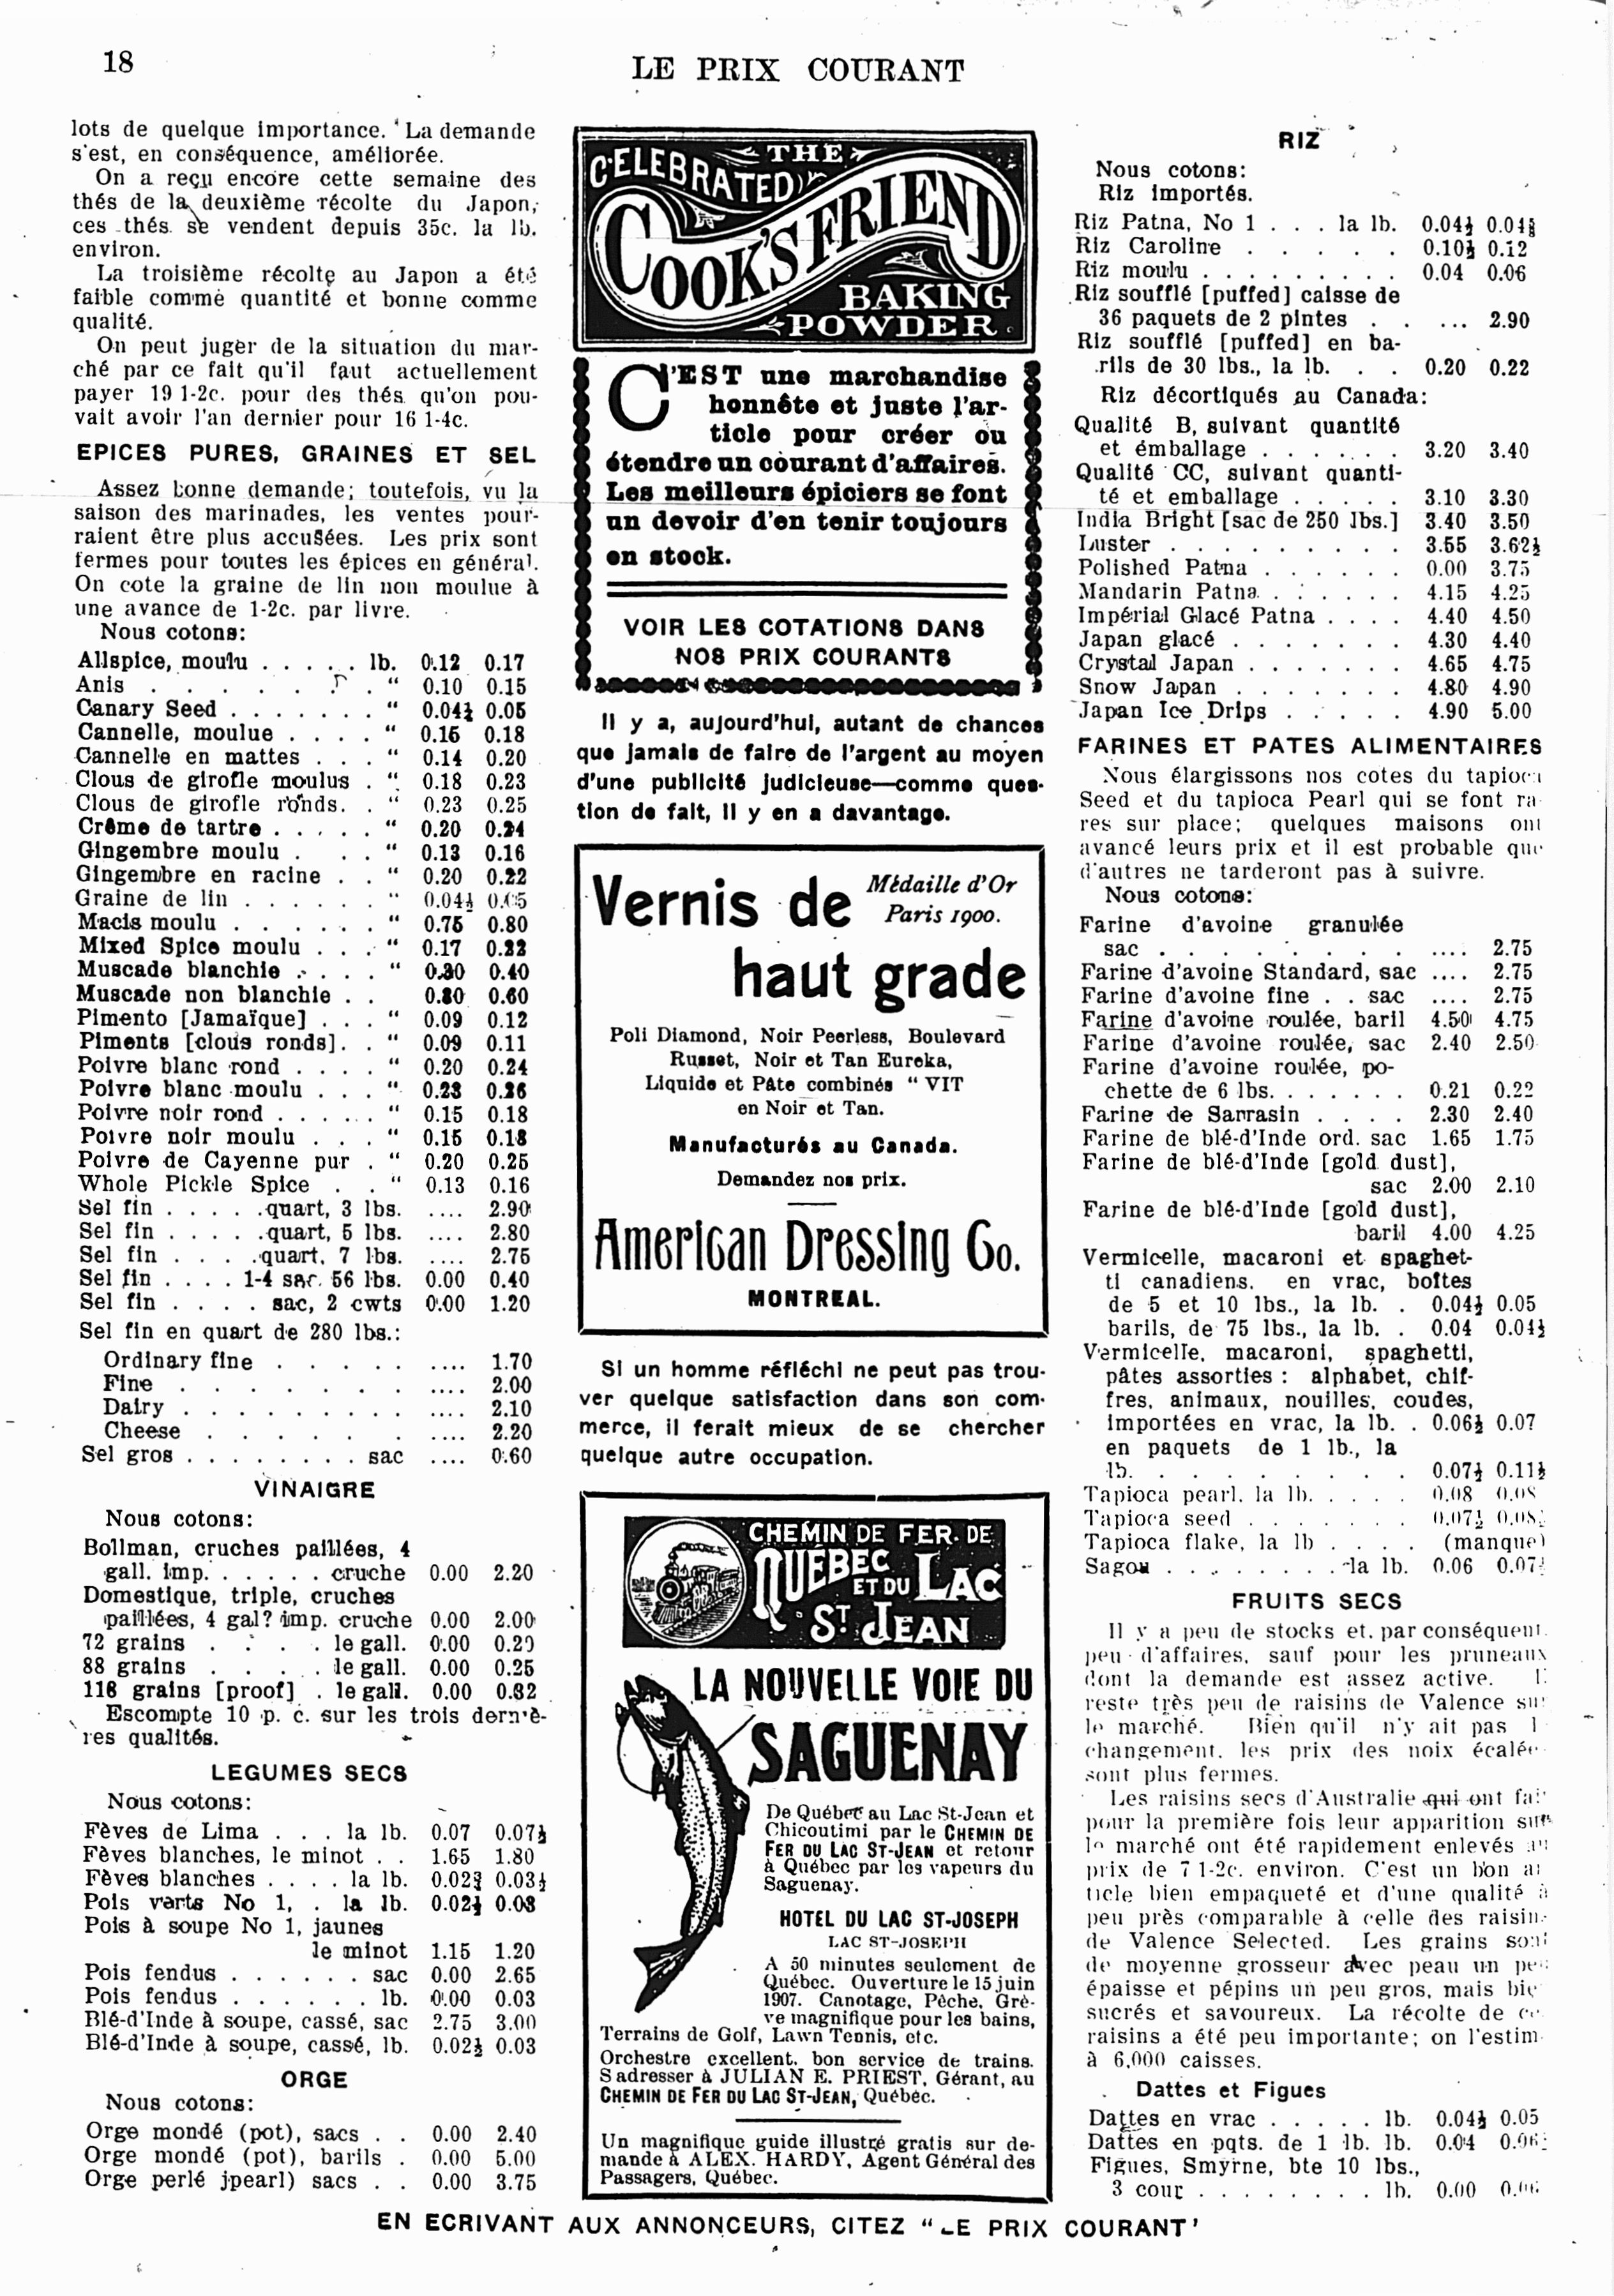 18
LE PRIX COURANT
lots de quelque importance. La demande
s'est, en conséquence, améliorée.
On a reçu encore cette semaine des
thés de la deuxième récolte du Japon,
ces thés se vendent depuis 35c. la lb.
environ.
La troisième récolte au Japon a été
faible comme quantité et bonne comme
qualité.
On peut juger de la situation du mar-
ché par ce fait qu'il faut actuellement
payer 19 1-2c. pour des thés qu'on pou-
vait avoir l'an dernier pour 16 1-4c.
EPICES PURES, GRAINES ET SEL
Assez bonne demande; toutefois, vu la
saison des marinades, les ventes pour-
raient être plus accusées. Les prix sont
fermes pour toutes les épices en général.
On cote la graine de lin non moulue à
une avance de 1-2c. par livre.
Nous cotons:
Allspice, moulu . . . . . lb. 0.12 0.17
Anis . . . . . . . . " 0.10 0.15
Canary Seed . . . . . . . " 0.04½ 0.05
Cannelle, moulue . . . . " 0.15 0.18
Cannelle en mattes . . . " 0.14 0.20
Clous de girofle moulus . " 0.18 0.23
Clous de girofle ronds. . " 0.23 0.25
Crême de tartre . . . . . " 0.20 0.24
Gingembre moulu . . . " 0.13 0.16
Gingembre en racine . . " 0.20 0.22
Graine de lin . . . . . . " 0.04½ 0.05
Macis moulu . . . . . . " 0.75 0.80
Mixed Spice moulu . . . " 0.17 0.22
Muscade blanchie . . . . " 0.30 0.40
Muscade non blanchie . . 0.30 0.60
Pimento [Jamaïque] . . . " 0.09 0.12
Piments [clous ronds]. . " 0.09 0.11
Poivre blanc rond . . . . " 0.20 0.24
Poivre blanc moulu . . . " 0.23 0.26
Poivre noir rond . . . . . " 0.15 0.18
Poivre noir moulu . . . " 0.15 0.18
Poivre de Cayenne pur . " 0.20 0.25
Whole Pickle Spice . . " 0.13 0.16
Sel fin . . . . . quart, 3 lbs. .... 2.90
Sel fin . . . . . quart, 5 lbs. .... 2.80
Sel fin . . . . quart, 7 lbs. .... 2.75
Sel fin . . . . 1-4 sac 56 lbs. 0.00 0.40
Sel fin . . . . sac, 2 cwts 0.00 1.20
Sel fin en quart de 280 lbs.:
Ordinary fine . . . . . .... 1.70
Fine . . . . . . . . .... 2.00
Dairy . . . . . . . . . .... 2.10
Cheese . . . . . . . .... 2.20
Sel gros . . . . . . . . sac .... 0.60
VINAIGRE
Nous cotons:
Bollman, cruches paillées, 4
gall. imp. . . . . . cruche 0.00 2.20
Domestique, triple, cruches
paillées, 4 gal? imp. cruche 0.00 2.00
72 grains . . . . le gall. 0.00 0.20
88 grains . . . . le gall. 0.00 0.25
116 grains [proof] . le gall. 0.00 0.32
Escompte 10 p. c. sur les trois derniè-
res qualités.
LEGUMES SECS
Nous cotons:
Fèves de Lima . . . la lb. 0.07 0.07½
Fèves blanches, le minot . . 1.65 1.80
Fèves blanches . . . . la lb. 0.02¾ 0.03½
Pois verts No 1, . la lb. 0.02½ 0.03
Pois à soupe No 1, jaunes
le minot 1.15 1.20
Pois fendus . . . . . . sac 0.00 2.65
Pois fendus . . . . . . lb. 0.00 0.03
Blé-d'Inde à soupe, cassé, sac 2.75 3.00
Blé-d'Inde à soupe, cassé, lb. 0.02½ 0.03
ORGE
Nous cotons:
Orge mondé (pot), sacs . . 0.00 2.40
Orge mondé (pot), barils . 0.00 5.00
Orge perlé jpearl) sacs . . 0.00 3.75
THE
CELEBRATED
COOK'S FRIEND
BAKING
POWDER
C'EST une marchandise
honnête et juste l'ar-
ticle pour créer ou
étendre un courant d'affaires.
Les meilleurs épiciers se font
un devoir d'en tenir toujours
en stock.
VOIR LES COTATIONS DANS
NOS PRIX COURANTS
Il y a, aujourd'hui, autant de chances
que jamais de faire de l'argent au moyen
d'une publicité judicieuse—comme ques-
tion de fait, il y en a davantage.
Vernis de
Médaille d'Or
Paris 1900.
haut grade
Poli Diamond, Noir Peerless, Boulevard
Russet, Noir et Tan Eureka,
Liquide et Pâte combinés " VIT
en Noir et Tan.
Manufacturés au Canada.
Demandez nos prix.
American Dressing Co.
MONTREAL.
Si un homme réfléchi ne peut pas trou-
ver quelque satisfaction dans son com-
merce, il ferait mieux de se chercher
quelque autre occupation.
CHEMIN DE FER DE
QUEBEC
ET DU LAC
ST JEAN
LA NOUVELLE VOIE DU
SAGUENAY
De Québec au Lac St-Jean et
Chicoutimi par le CHEMIN DE
FER DU LAC ST-JEAN et retour
à Québec par les vapeurs du
Saguenay.
HOTEL DU LAC ST-JOSEPH
LAC ST-JOSEPH
A 50 minutes seulement de
Québec. Ouverture le 15 juin
1907. Canotage, Pêche, Grè-
ve magnifique pour les bains,
Terrains de Golf, Lawn Tennis, etc.
Orchestre excellent, bon service de trains.
S adresser à JULIAN E. PRIEST, Gérant, au
CHEMIN DE FER DU LAC ST-JEAN, Québec.
Un magnifique guide illustré gratis sur de-
mande à ALEX. HARDY, Agent Général des
Passagers, Québec.
RIZ
Nous cotons:
Riz importés.
Riz Patna, No 1 . . . la lb. 0.04½
Riz Caroline . . . . . 0.10½ 0.12
Riz moulu . . . . . . . . . 0.04 0.06
Riz soufflé [puffed] caisse de
36 paquets de 2 pintes . . ... 2.90
Riz soufflé [puffed] en ba-
rils de 30 lbs., la lb. . . 0.20 0.22
Riz décortiqués au Canada:
Qualité B, suivant quantité
et émballage . . . . . . 3.20 3.40
Qualité CC, suivant quanti-
té et emballage . . . . . 3.10 3.30
India Bright [sac de 250 lbs.] 3.40 3.50
Luster . . . . . . . . . 3.55 3.62½
Polished Patna . . . . . . 0.00 3.75
Mandarin Patna . . . . . . 4.15 4.25
Impérial Glacé Patna . . . . 4.40 4.50
Japan glacé . . . . . . . 4.30 4.40
Crystal Japan . . . . . . . 4.65 4.75
Snow Japan . . . . . . . 4.80 4.90
Japan Ice Drips . . . . . 4.90 5.00
FARINES ET PATES ALIMENTAIRES
Nous élargissons nos cotes du tapioca
Seed et du tapioca Pearl qui se font ra
res sur place; quelques maisons ont
avancé leurs prix et il est probable que
d'autres ne tarderont pas à suivre.
Nous cotons:
Farine d'avoine granulée
sac . . . . . . . . .... 2.75
Farine d'avoine Standard, sac .... 2.75
Farine d'avoine fine . . sac .... 2.75
Farine d'avoine roulée, baril 4.50 4.75
Farine d'avoine roulée, sac 2.40 2.50
Farine d'avoine roulée, po-
chette de 6 lbs. . . . . . . 0.21 0.22
Farine de Sarrasin . . . . 2.30 2.40
Farine de blé-d'Inde ord. sac 1.65 1.75
Farine de blé-d'Inde [gold dust],
sac 2.00 2.10
Farine de blé-d'Inde [gold dust],
baril 4.00 4.25
Vermicelle, macaroni et spaghet-
ti canadiens, en vrac, boîtes
de 5 et 10 lbs., la lb. . 0.04½ 0.05
barils, de 75 lbs., la lb. . 0.04 0.04½
Vermicelle, macaroni, spaghetti,
pâtes assorties : alphabet, chif-
fres, animaux, nouilles, coudes,
importées en vrac, la lb. . 0.06½ 0.07
en paquets de 1 lb., la
lb. . . . . . . . . 0.07½ 0.11½
Tapioca pearl, la lb. . . . . 0.08
Tapioca seed . . . . . . . 0.07½
Tapioca flake, la lb . . . . (manque)
Sagou . . . . . . . . la lb. 0.06 0.07½
FRUITS SECS
Il y a peu de stocks et, par conséquent
peu d'affaires, sauf pour les pruneaux
dont la demande est assez active.
reste très peu de raisins de Valence sur
le marché. Bien qu'il n'y ait pas
changement, les prix des noix écalée
sont plus fermes.
Les raisins secs d'Australie qui ont fai
pour la première fois leur apparition sur
le marché ont été rapidement enlevés au
prix de 7 1-2c. environ. C'est un bon ar
ticle bien empaqueté et d'une qualité à
peu près comparable à celle des raisin
de Valence Selected. Les grains sont
de moyenne grosseur avec peau un peu
épaisse et pépins un peu gros, mais bie
sucrés et savoureux. La récolte de ce
raisins a été peu importante; on l'estim
à 6,000 caisses.
Dattes et Figues
Dattes en vrac . . . . . lb. 0.04½ 0.05
Dattes en pqts. de 1 lb. lb. 0.04
Figues, Smyrne, bte 10 lbs.,
3 cour . . . . . . . . lb. 0.00
EN ECRIVANT AUX ANNONCEURS, CITEZ "LE PRIX COURANT'